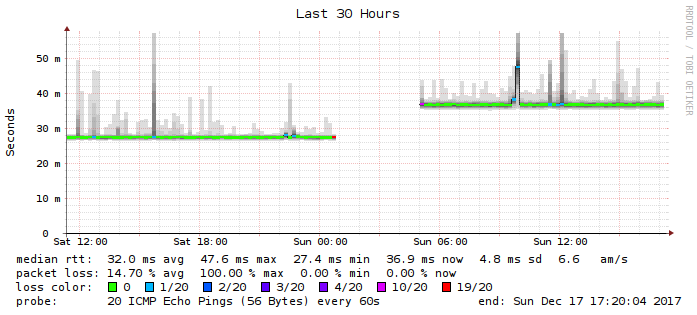 Last 30 Hours
RRDTOOL / TOBI OETIKER
Seconds
50 m
40 m
30 m
20 m
10 m
0
Sat 12:00 Sat 18:00 Sun 00:00 Sun 06:00 Sun 12:00
median rtt: 32.0 ms avg 47.6 ms max 27.4 ms min 36.9 ms now 4.8 ms sd 6.6 am/s
packet loss: 14.70 % avg 100.00 % max 0.00 % min 0.00 % now
loss color: 0 1/20 2/20 3/20 4/20 10/20 19/20
probe: 20 ICMP Echo Pings (56 Bytes) every 60s end: Sun Dec 17 17:20:04 2017